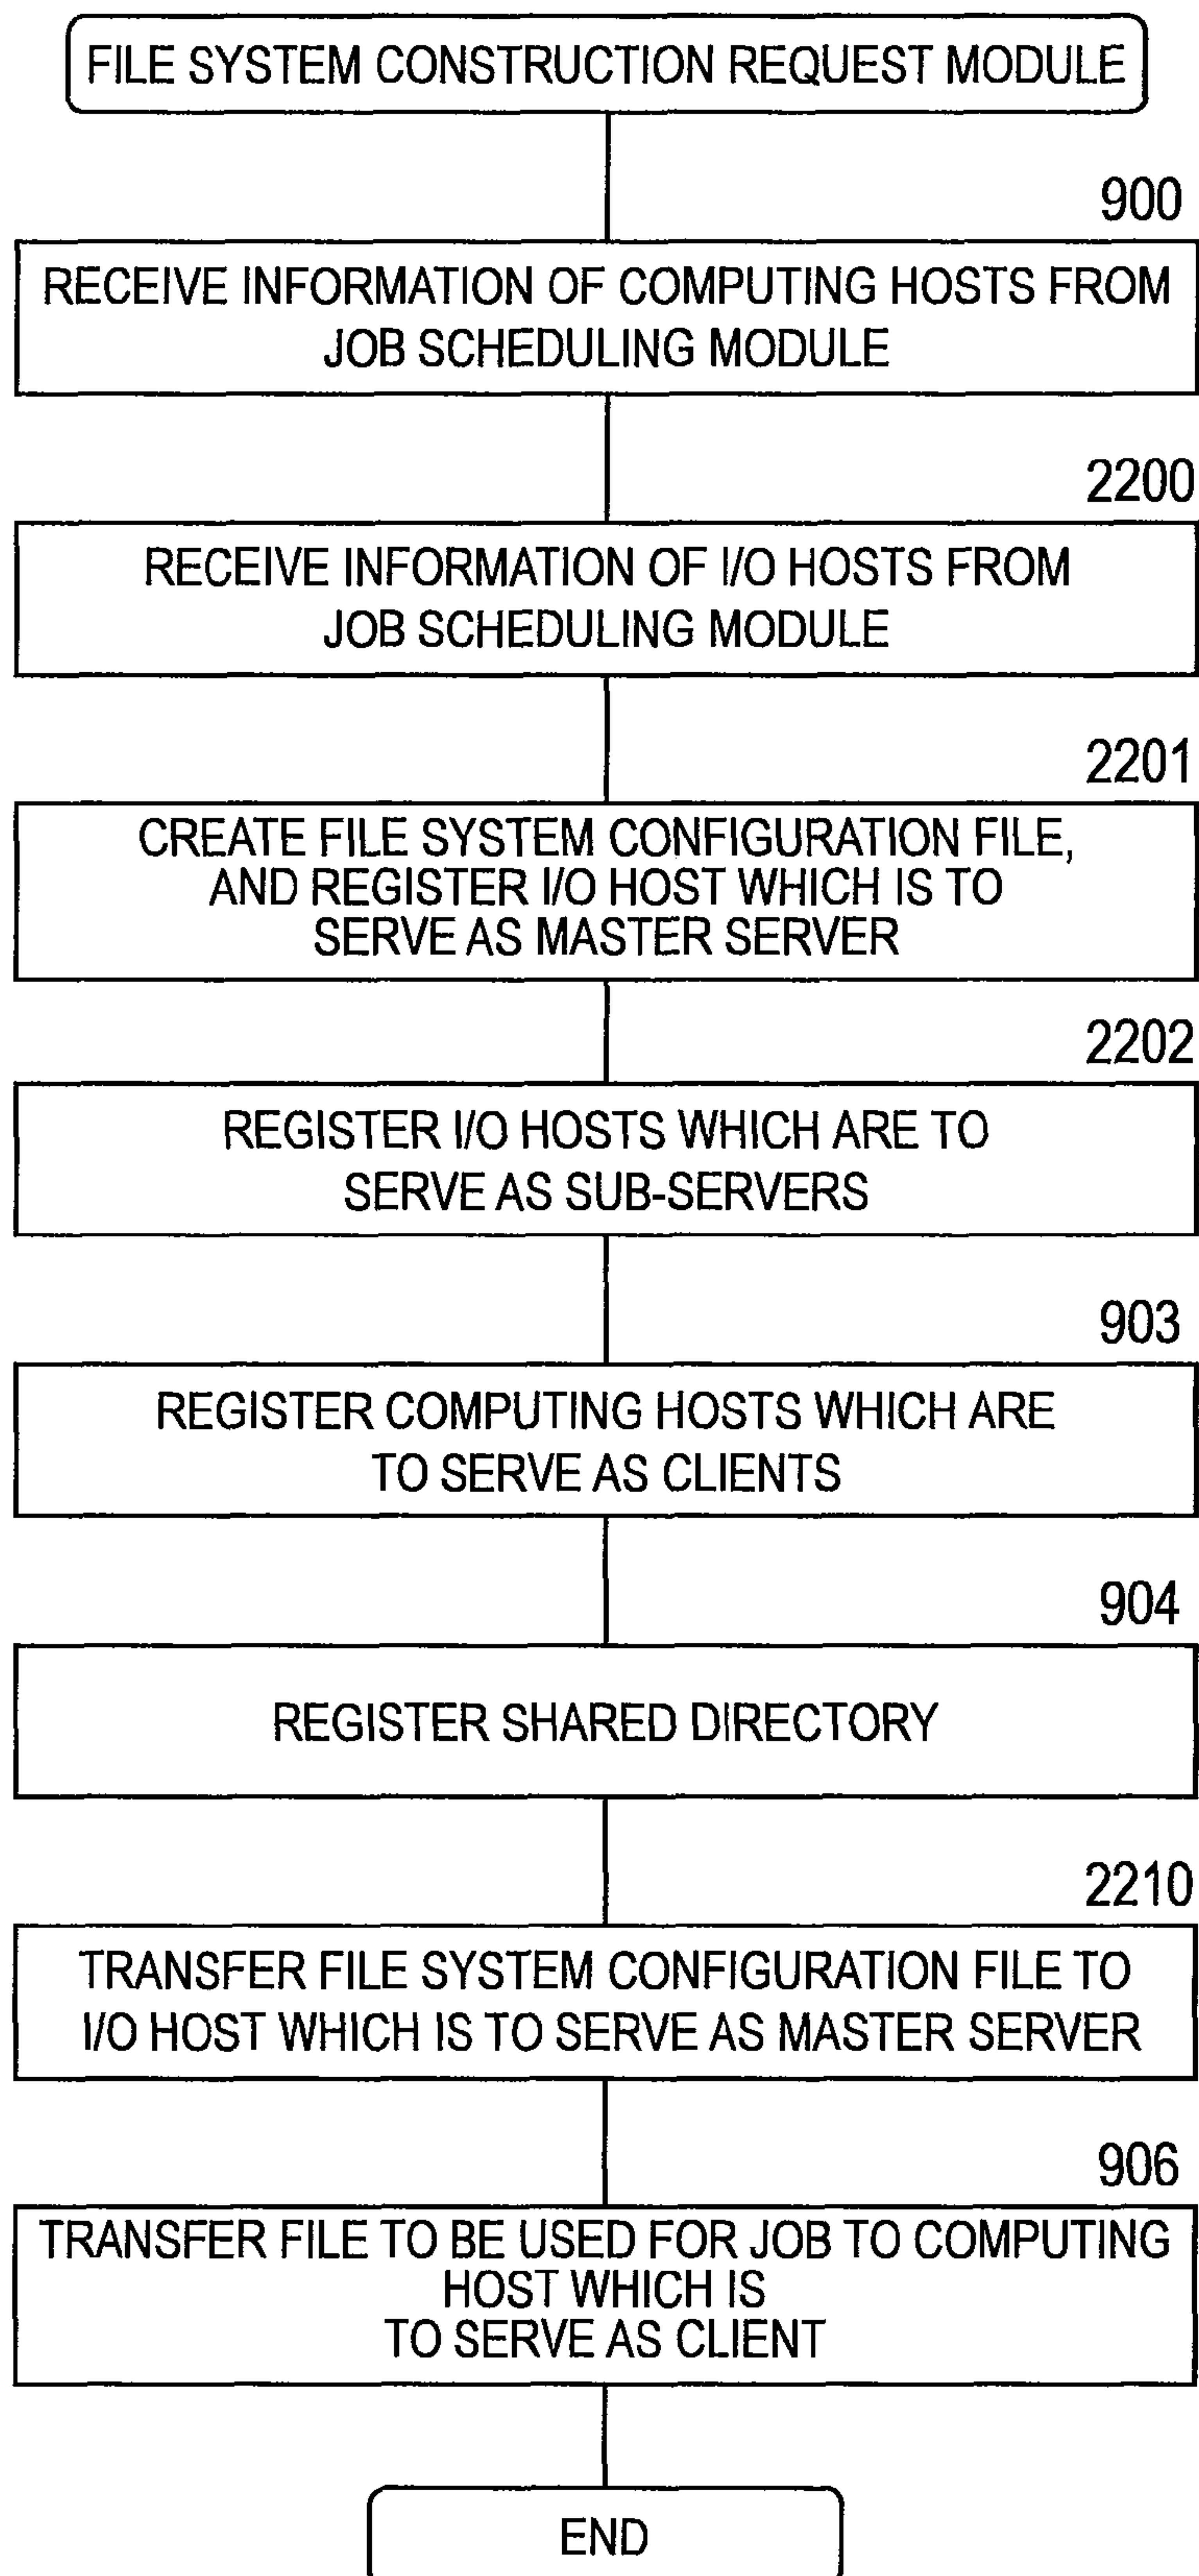 FILE SYSTEM CONSTRUCTION REQUEST MODULE
900
RECEIVE INFORMATION OF COMPUTING HOSTS FROM
JOB SCHEDULING MODULE
2200
RECEIVE INFORMATION OF I/O HOSTS FROM
JOB SCHEDULING MODULE
2201
CREATE FILE SYSTEM CONFIGURATION FILE,
AND REGISTER I/O HOST WHICH IS TO
SERVE AS MASTER SERVER
2202
REGISTER I/O HOSTS WHICH ARE TO
SERVE AS SUB-SERVERS
903
REGISTER COMPUTING HOSTS WHICH ARE
TO SERVE AS CLIENTS
904
REGISTER SHARED DIRECTORY
2210
TRANSFER FILE SYSTEM CONFIGURATION FILE TO
I/O HOST WHICH IS TO SERVE AS MASTER SERVER
906
TRANSFER FILE TO BE USED FOR JOB TO COMPUTING
HOST WHICH IS
TO SERVE AS CLIENT
END